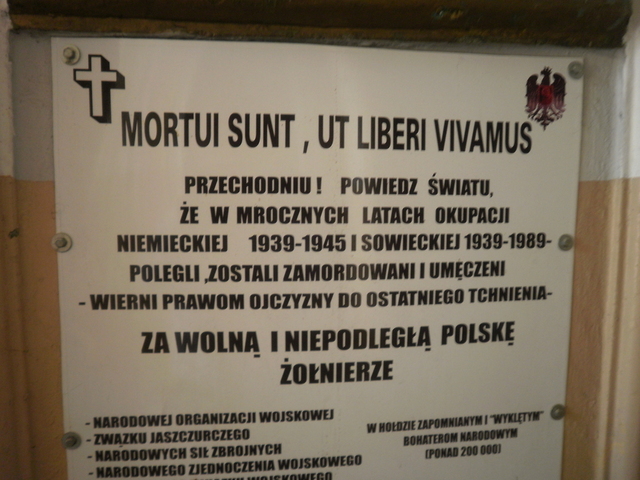 MORTUI SUNT , UT LIBERI VIVAMUS
PRZECHODNIU ! POWIEDZ ŚWIATU,
ŻE W MROCZNYCH LATACH OKUPACJI
NIEMIECKIEJ 1939-1945 I SOWIECKIEJ 1939-1989-
POLEGLI ,ZOSTALI ZAMORDOWANI I UMĘCZENI
- WIERNI PRAWOM OJCZYZNY DO OSTATNIEGO TCHNIENIA-
ZA WOLNĄ I NIEPODLEGŁĄ POLSKĘ
ŻOŁNIERZE
- NARODOWEJ ORGANIZACJI WOJSKOWEJ
- ZWĄZKU JASZCZURCZEGO
- NARODOWYCH SIŁ ZBROJNYCH
- NARODOWEGO ZJEDNOCZENIA WOJSKOWEGO
WOJSKOWEGO
W HOŁDZIE ZAPOMNIANYM I "WYKLĘTYM"
BOHATEROM NARODOWYM
(PONAD 200 000)